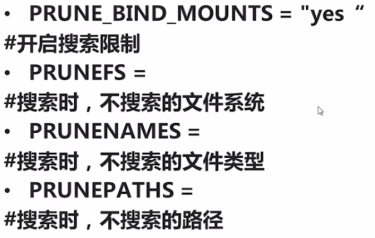 • PRUNE_BIND_MOUNTS = "yes “
#开启搜索限制
• PRUNEFS =
#搜索时，不搜索的文件系统
• PRUNENAMES =
#搜索时，不搜索的文件类型
• PRUNEPATHS =
#搜索时，不搜索的路径